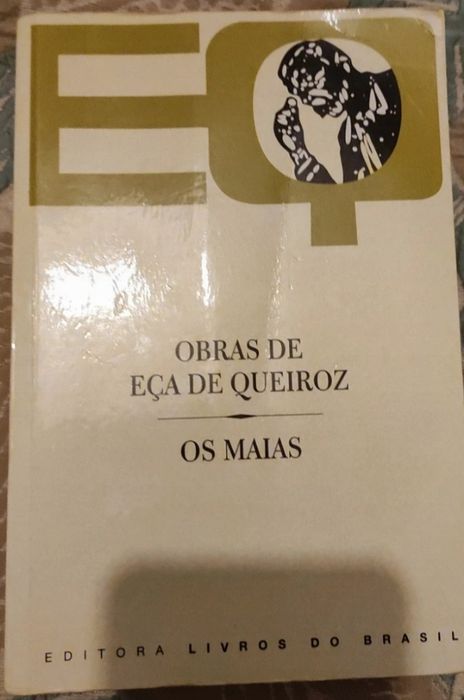 EQ
OBRAS DE
EÇA DE QUEIROZ
OS MAIAS
EDITORA LIVROS DO BRASIL